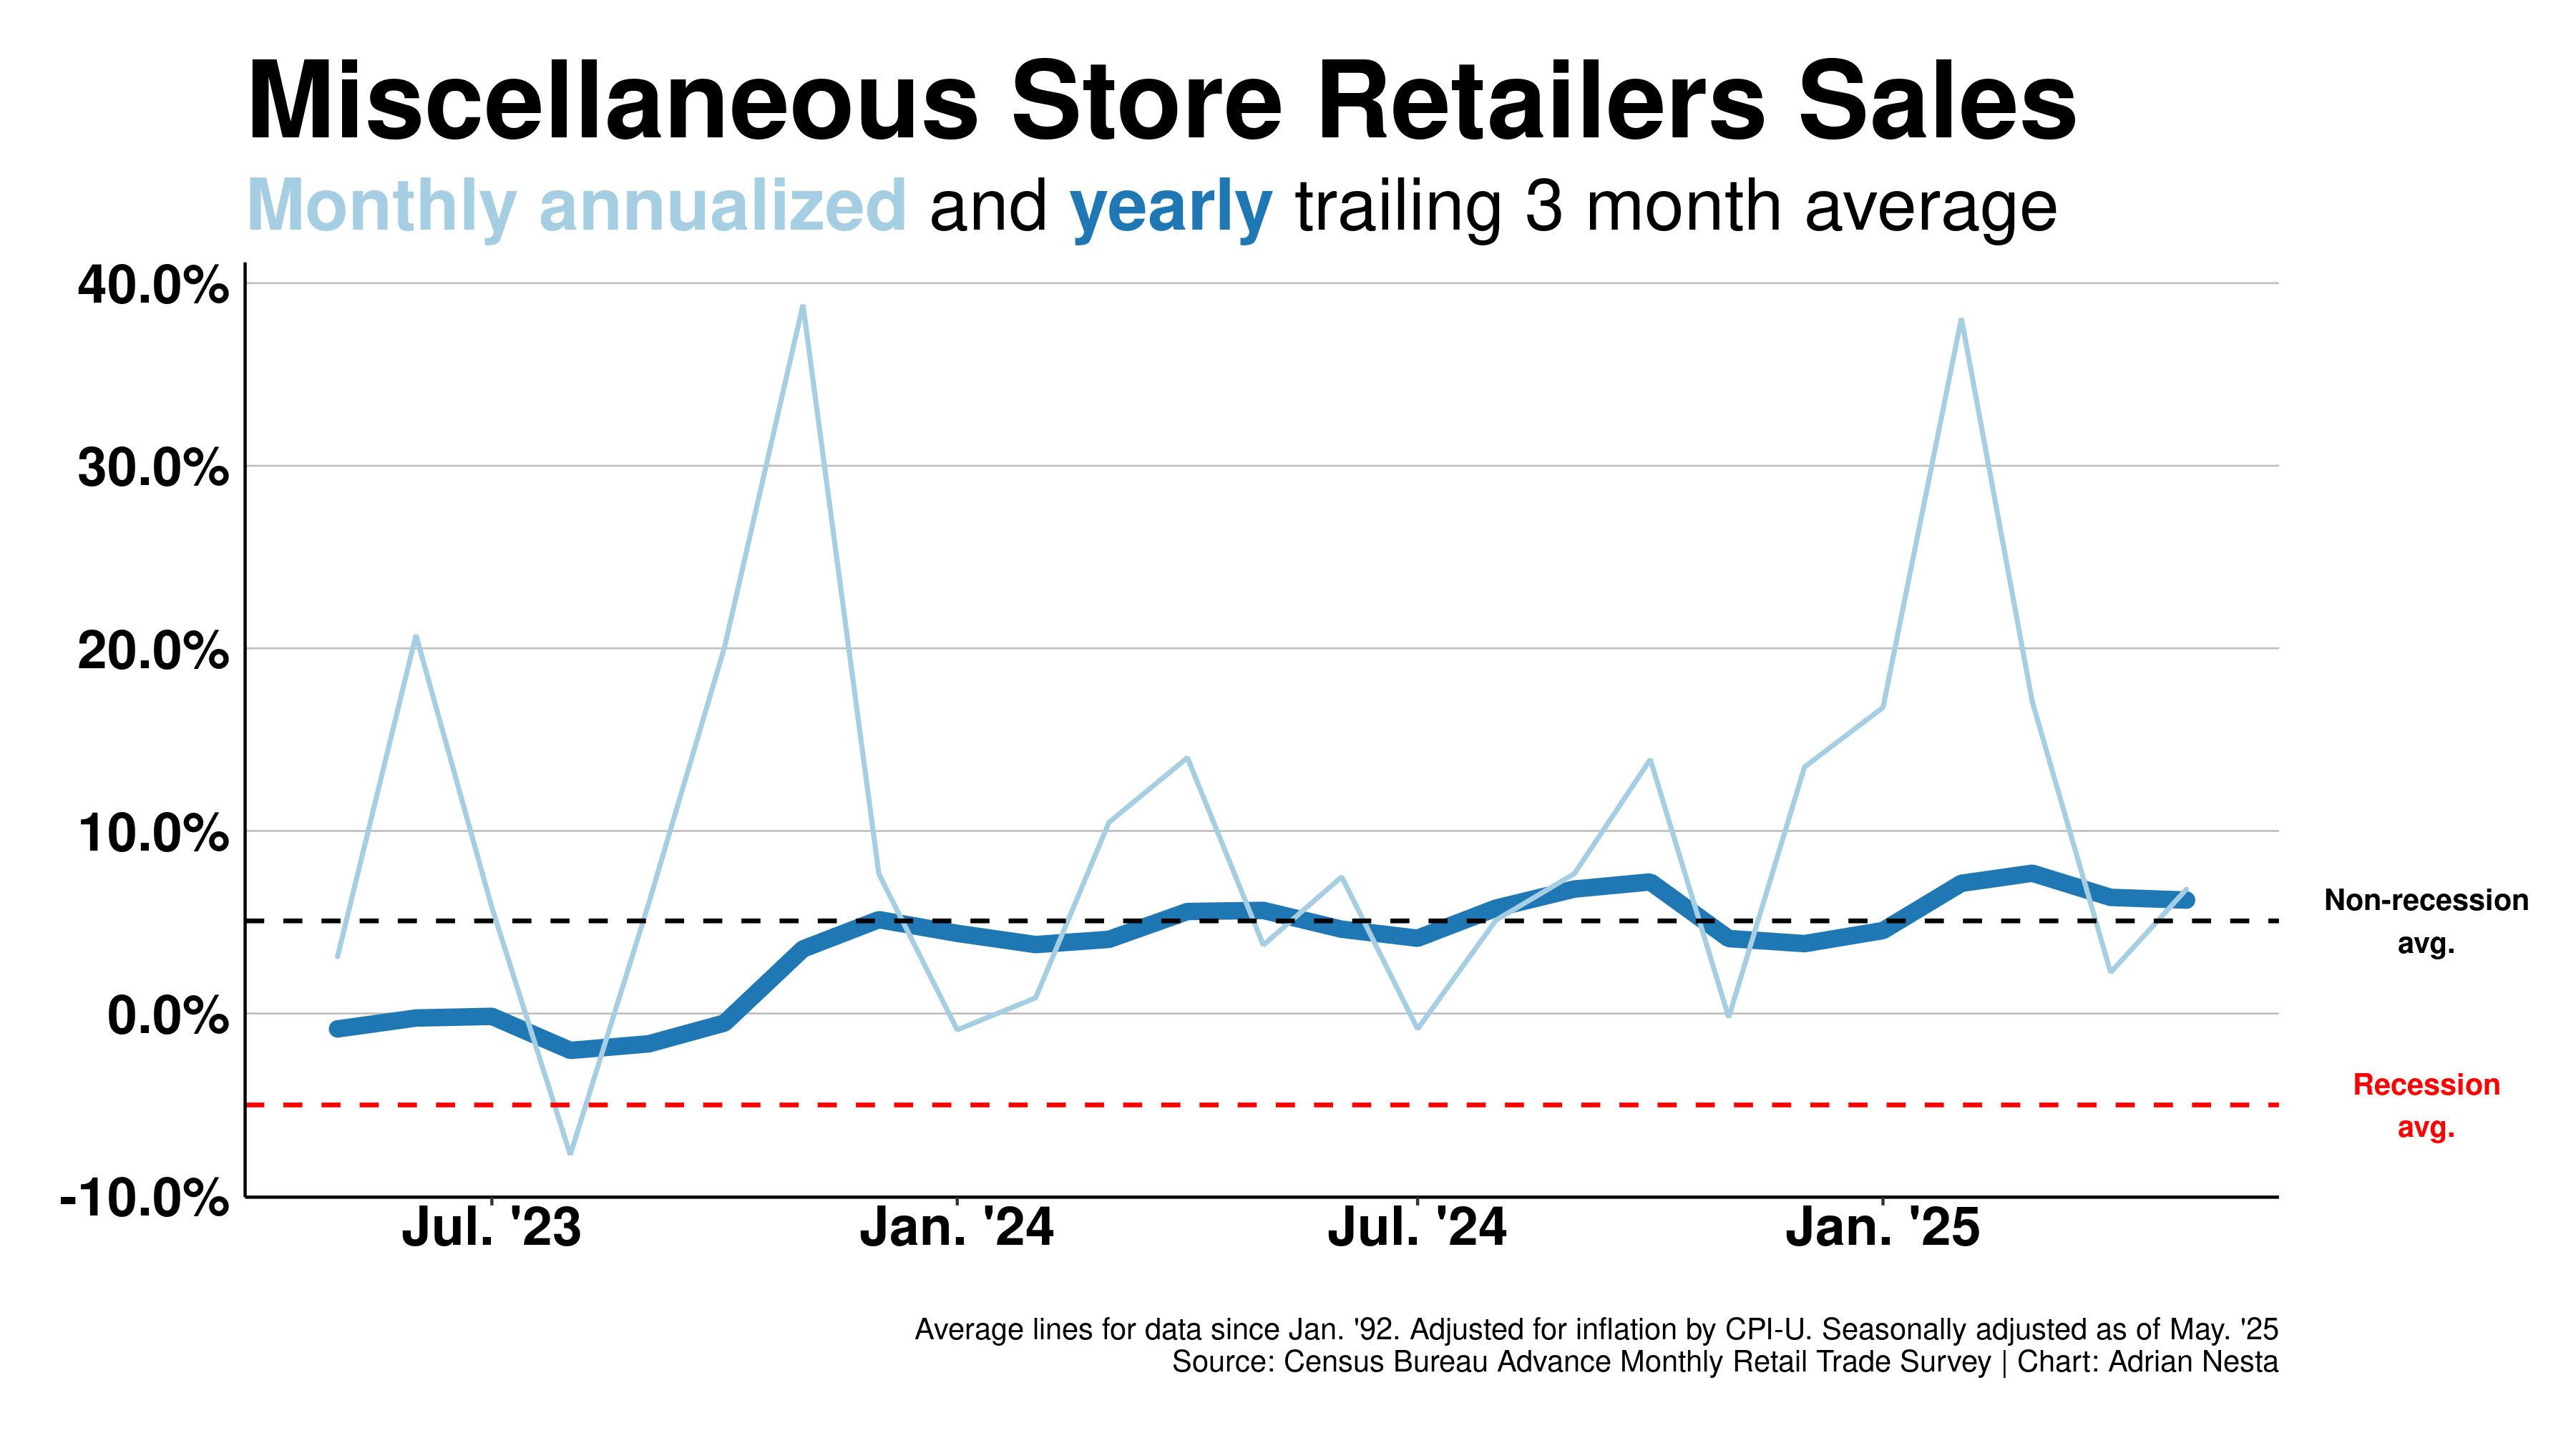 Miscellaneous Store Retailers Sales
Monthly annualized and yearly trailing 3 month average
40.0%
30.0%
20.0%
10.0%
0.0%
-10.0%
Non-recession
avg.
Recession
avg.
Jul. '23
Jan. '24
Jul. '24
Jan. '25
Average lines for data since Jan. '92. Adjusted for inflation by CPI-U. Seasonally adjusted as of May. '25
Source: Census Bureau Advance Monthly Retail Trade Survey | Chart: Adrian Nesta